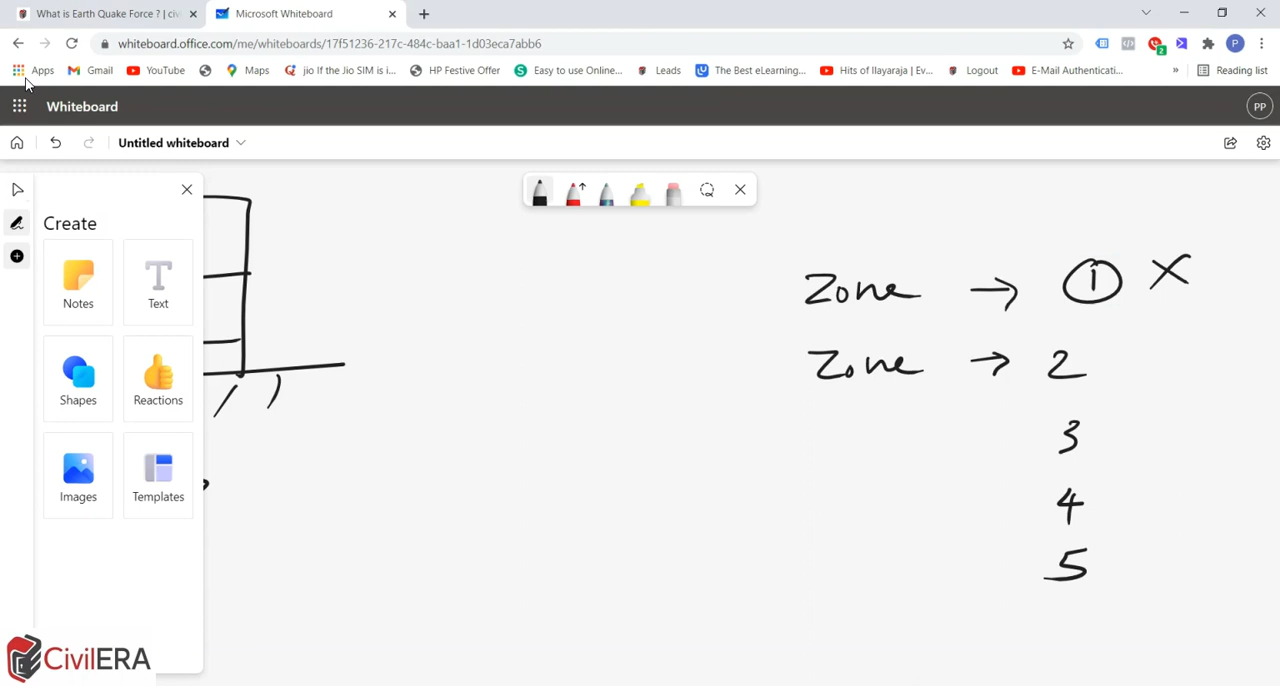 What is Earth Quake Force ? | civ
Microsoft Whiteboard
whiteboard.office.com/me/whiteboards/17f51236-217c-484c-baa1-1d03eca7abb6
2
P
Apps
Gmail
YouTube
Maps
jio If the Jio SIM is i...
HP Festive Offer
Easy to use Online...
Leads
The Best eLearning...
Hits of Ilayaraja | Ev...
Logout
E-Mail Authenticati...
»
Reading list
Whiteboard
PP
Untitled whiteboard
Create
Notes
Text
Shapes
Reactions
Images
Templates
Zone → 1 X
Zone → 2
3
4
5
CivilERA